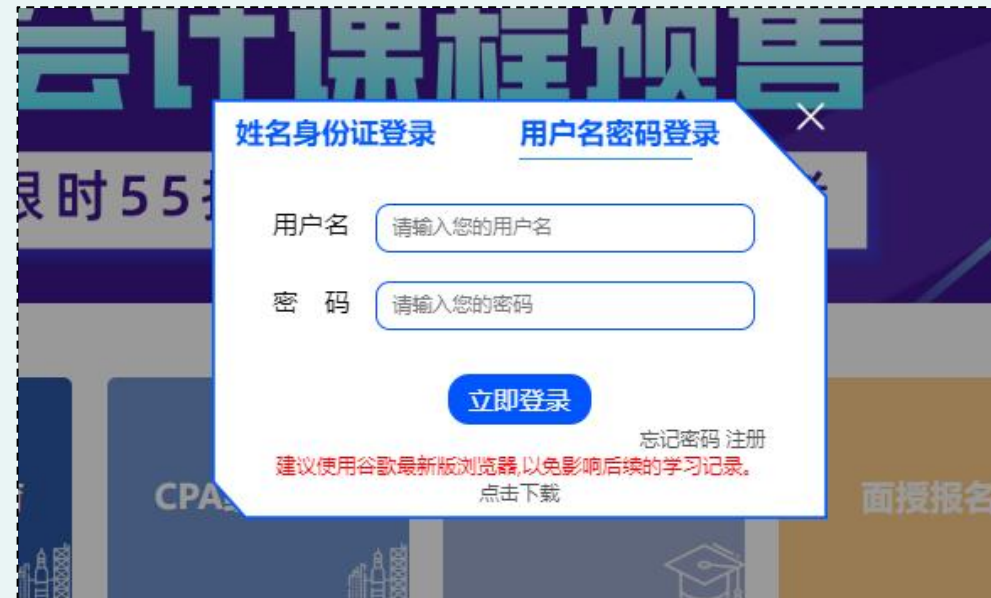 会计课程预售
限时55
姓名身份证登录 用户名密码登录
用户名 请输入您的用户名
密 码 请输入您的密码
立即登录
忘记密码 注册
建议使用谷歌最新版浏览器,以免影响后续的学习记录。
点击下载
CPA
面授报名